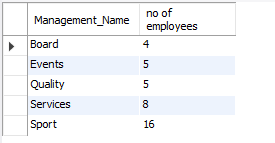 Management_Name no of employees
Board 4
Events 5
Quality 5
Services 8
Sport 16